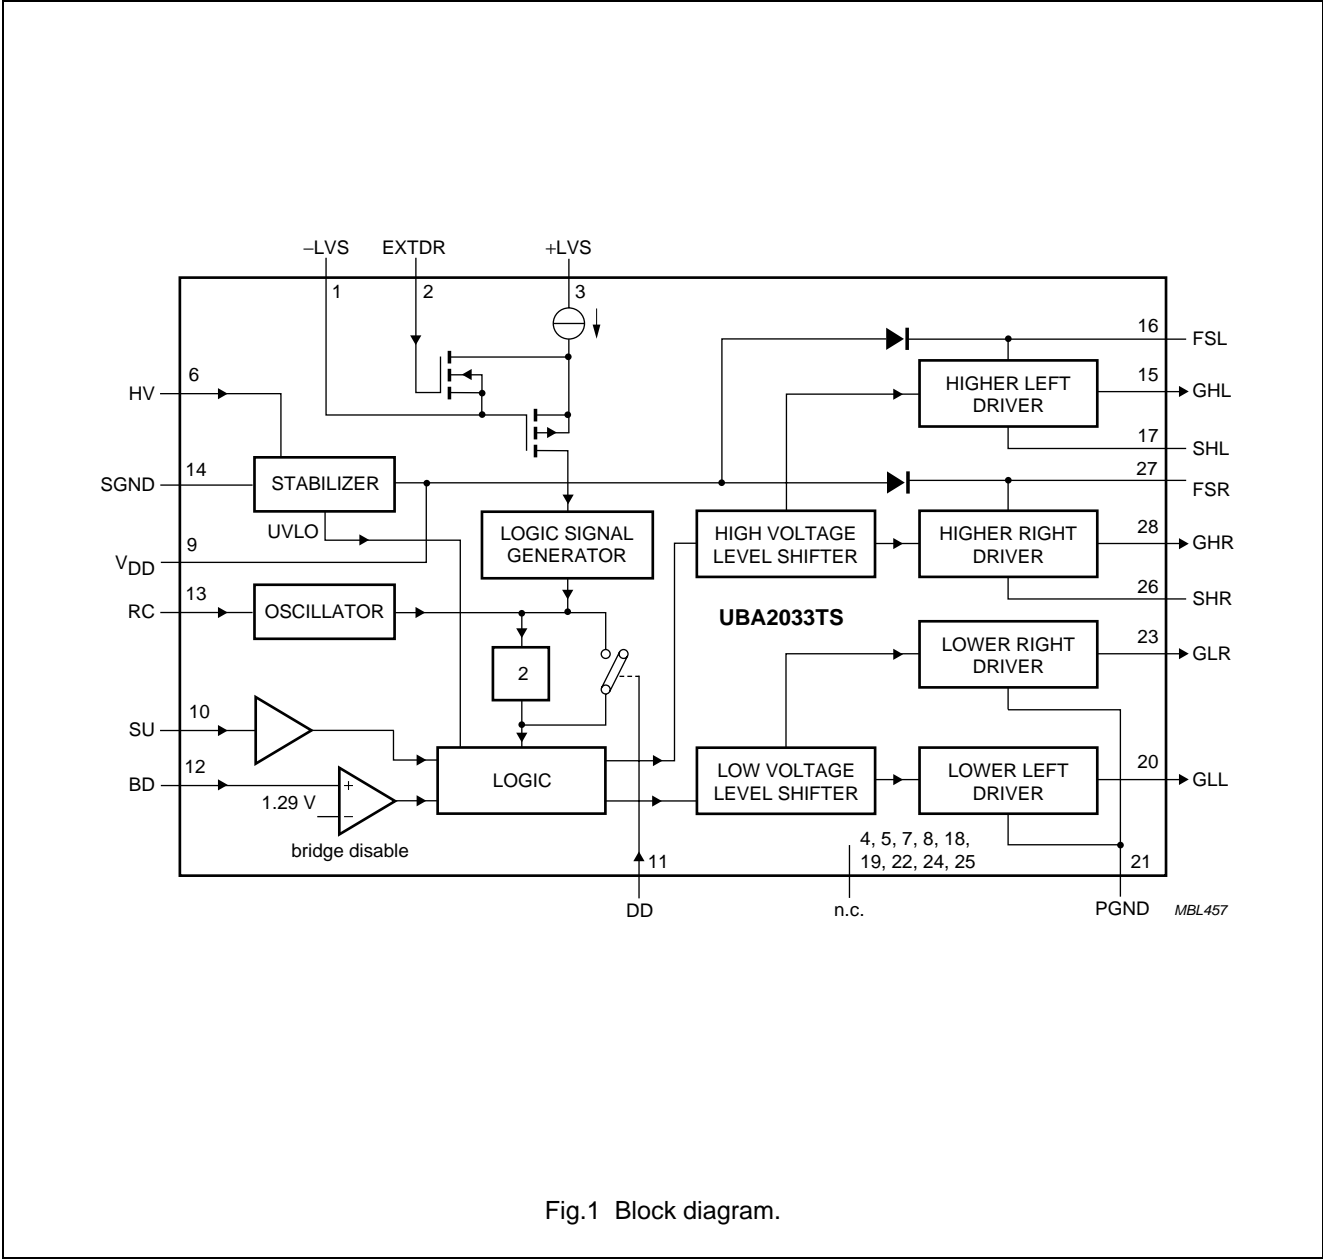 −LVS EXTDR +LVS
1 2 3
16 FSL
6 HV
HIGHER LEFT
DRIVER
15 GHL
17 SHL
14 SGND
STABILIZER
27 FSR
UVLO
LOGIC SIGNAL
GENERATOR
HIGH VOLTAGE
LEVEL SHIFTER
HIGHER RIGHT
DRIVER
28 GHR
9 VDD
26 SHR
13 RC
OSCILLATOR
UBA2033TS
2
LOWER RIGHT
DRIVER
23 GLR
10 SU
12 BD
1.29 V
+
−
bridge disable
LOGIC
LOW VOLTAGE
LEVEL SHIFTER
LOWER LEFT
DRIVER
20 GLL
11
4, 5, 7, 8, 18,
19, 22, 24, 25
21
DD
n.c.
PGND
MBL457
Fig.1 Block diagram.